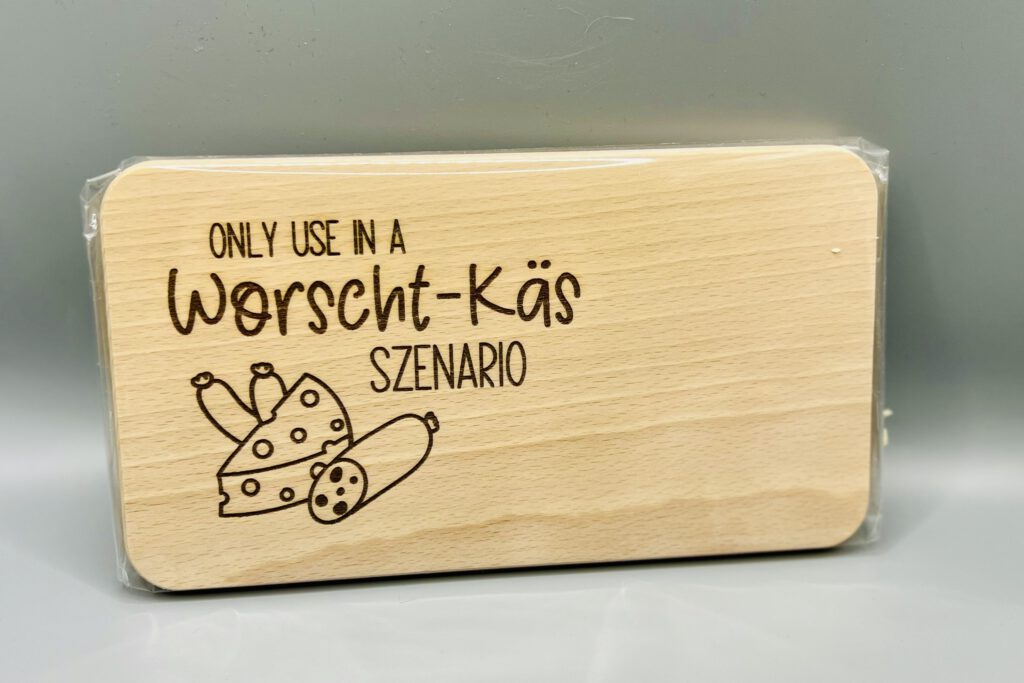 ONLY USE IN A
Worscht-Käs
SZENARIO